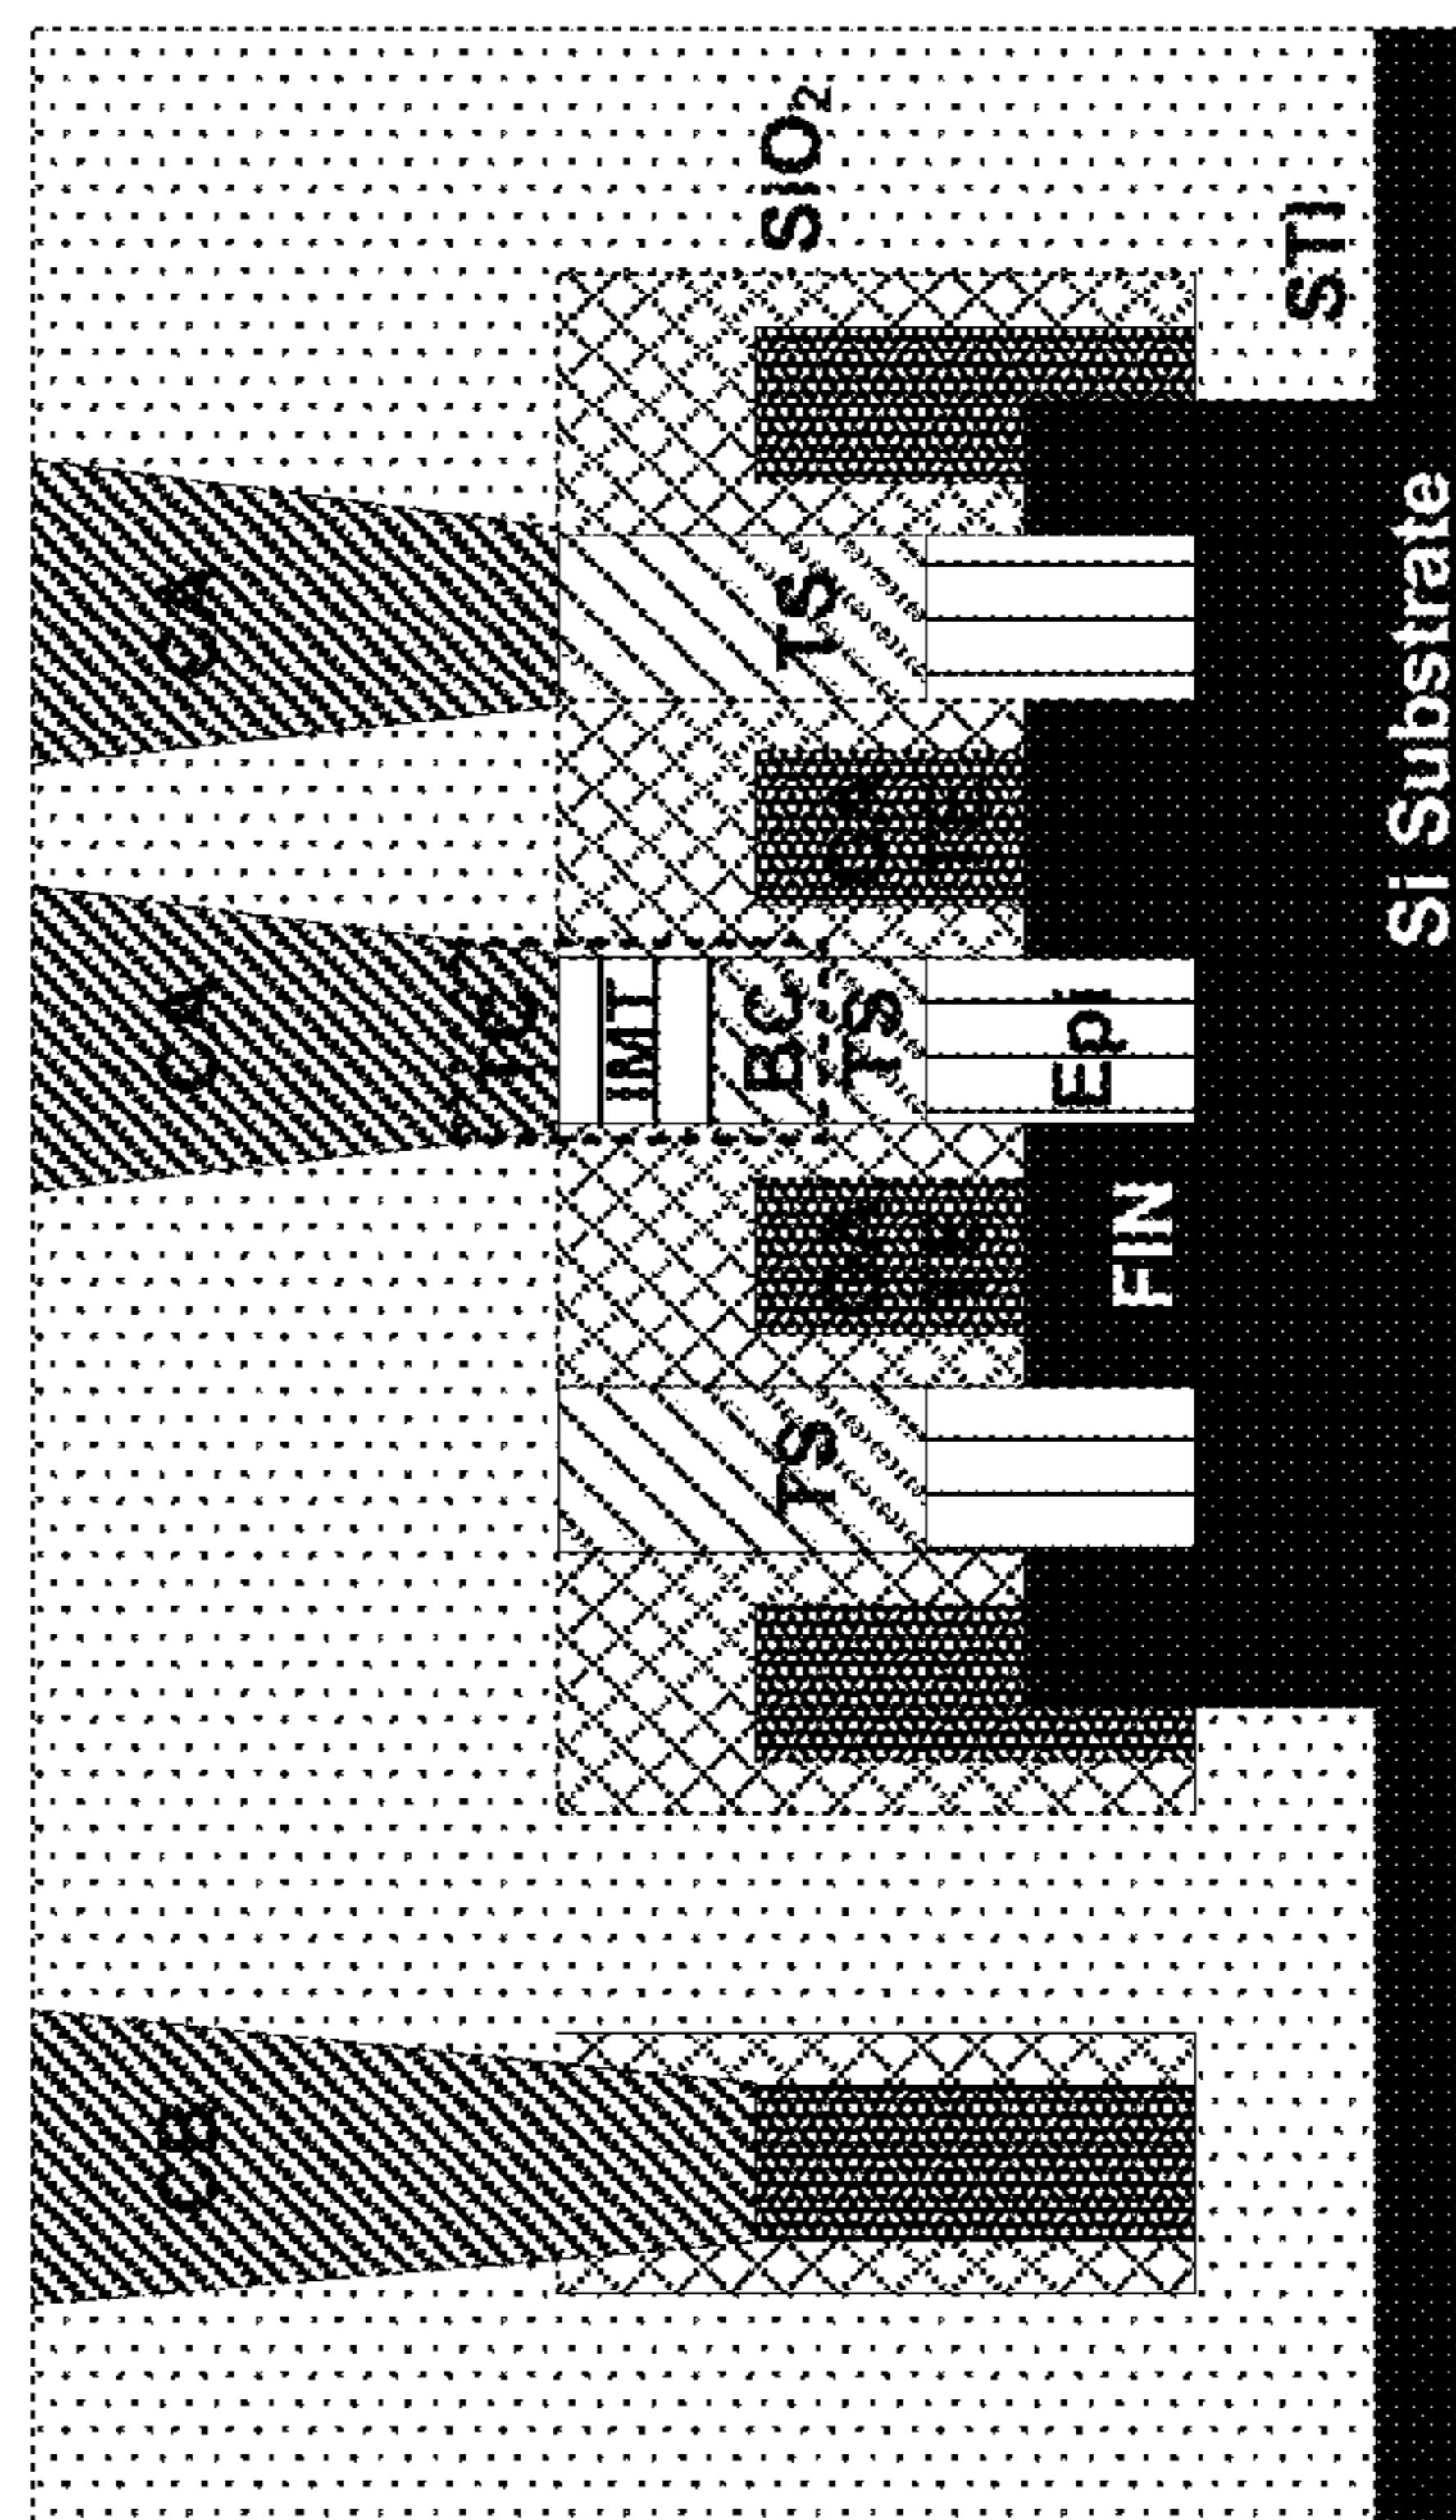 CB
CA
CA
TC
IMT
BC
TS
TS
TS
SiO₂
Epi
FIN
STI
Si Substrate